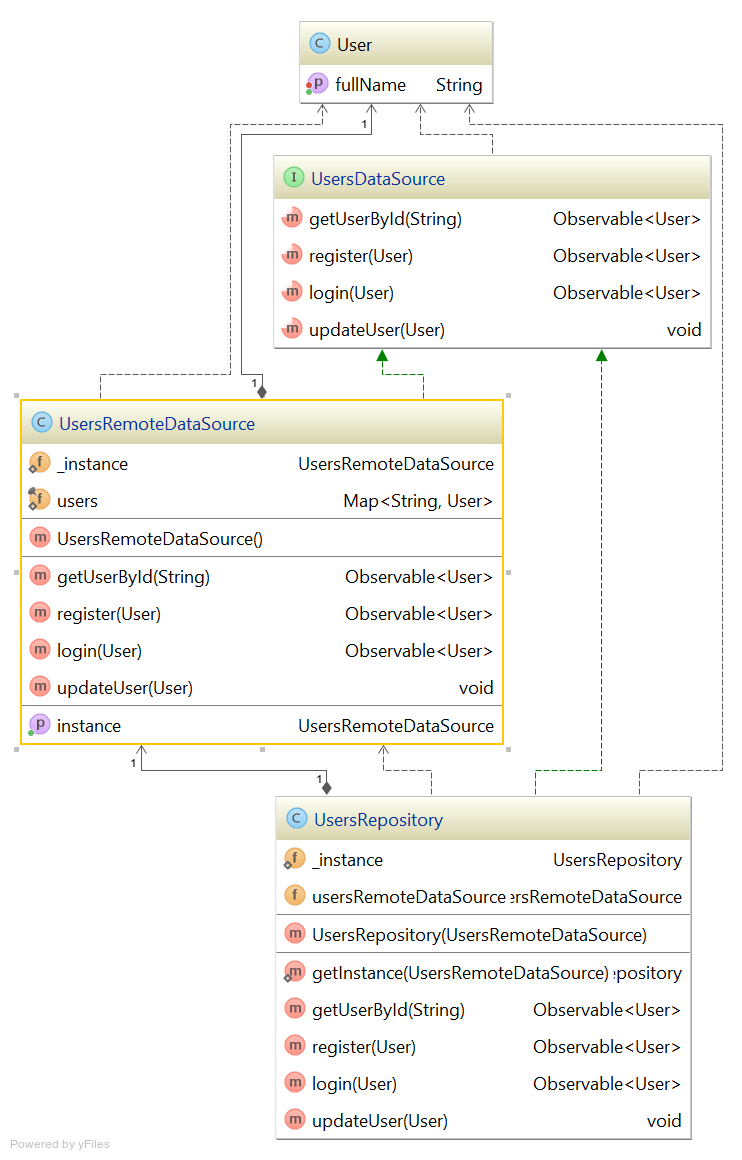 C User
p fullName String
1
I UsersDataSource
m getUserById(String) Observable<User>
m register(User) Observable<User>
m login(User) Observable<User>
m updateUser(User) void
1
C UsersRemoteDataSource
f _instance UsersRemoteDataSource
f users Map<String, User>
m UsersRemoteDataSource()
m getUserById(String) Observable<User>
m register(User) Observable<User>
m login(User) Observable<User>
m updateUser(User) void
p instance UsersRemoteDataSource
1
1
C UsersRepository
f _instance UsersRepository
f usersRemoteDataSource ersRemoteDataSource
m UsersRepository(UsersRemoteDataSource)
m getInstance(UsersRemoteDataSource) epository
m getUserById(String) Observable<User>
m register(User) Observable<User>
m login(User) Observable<User>
m updateUser(User) void
Powered by yFiles